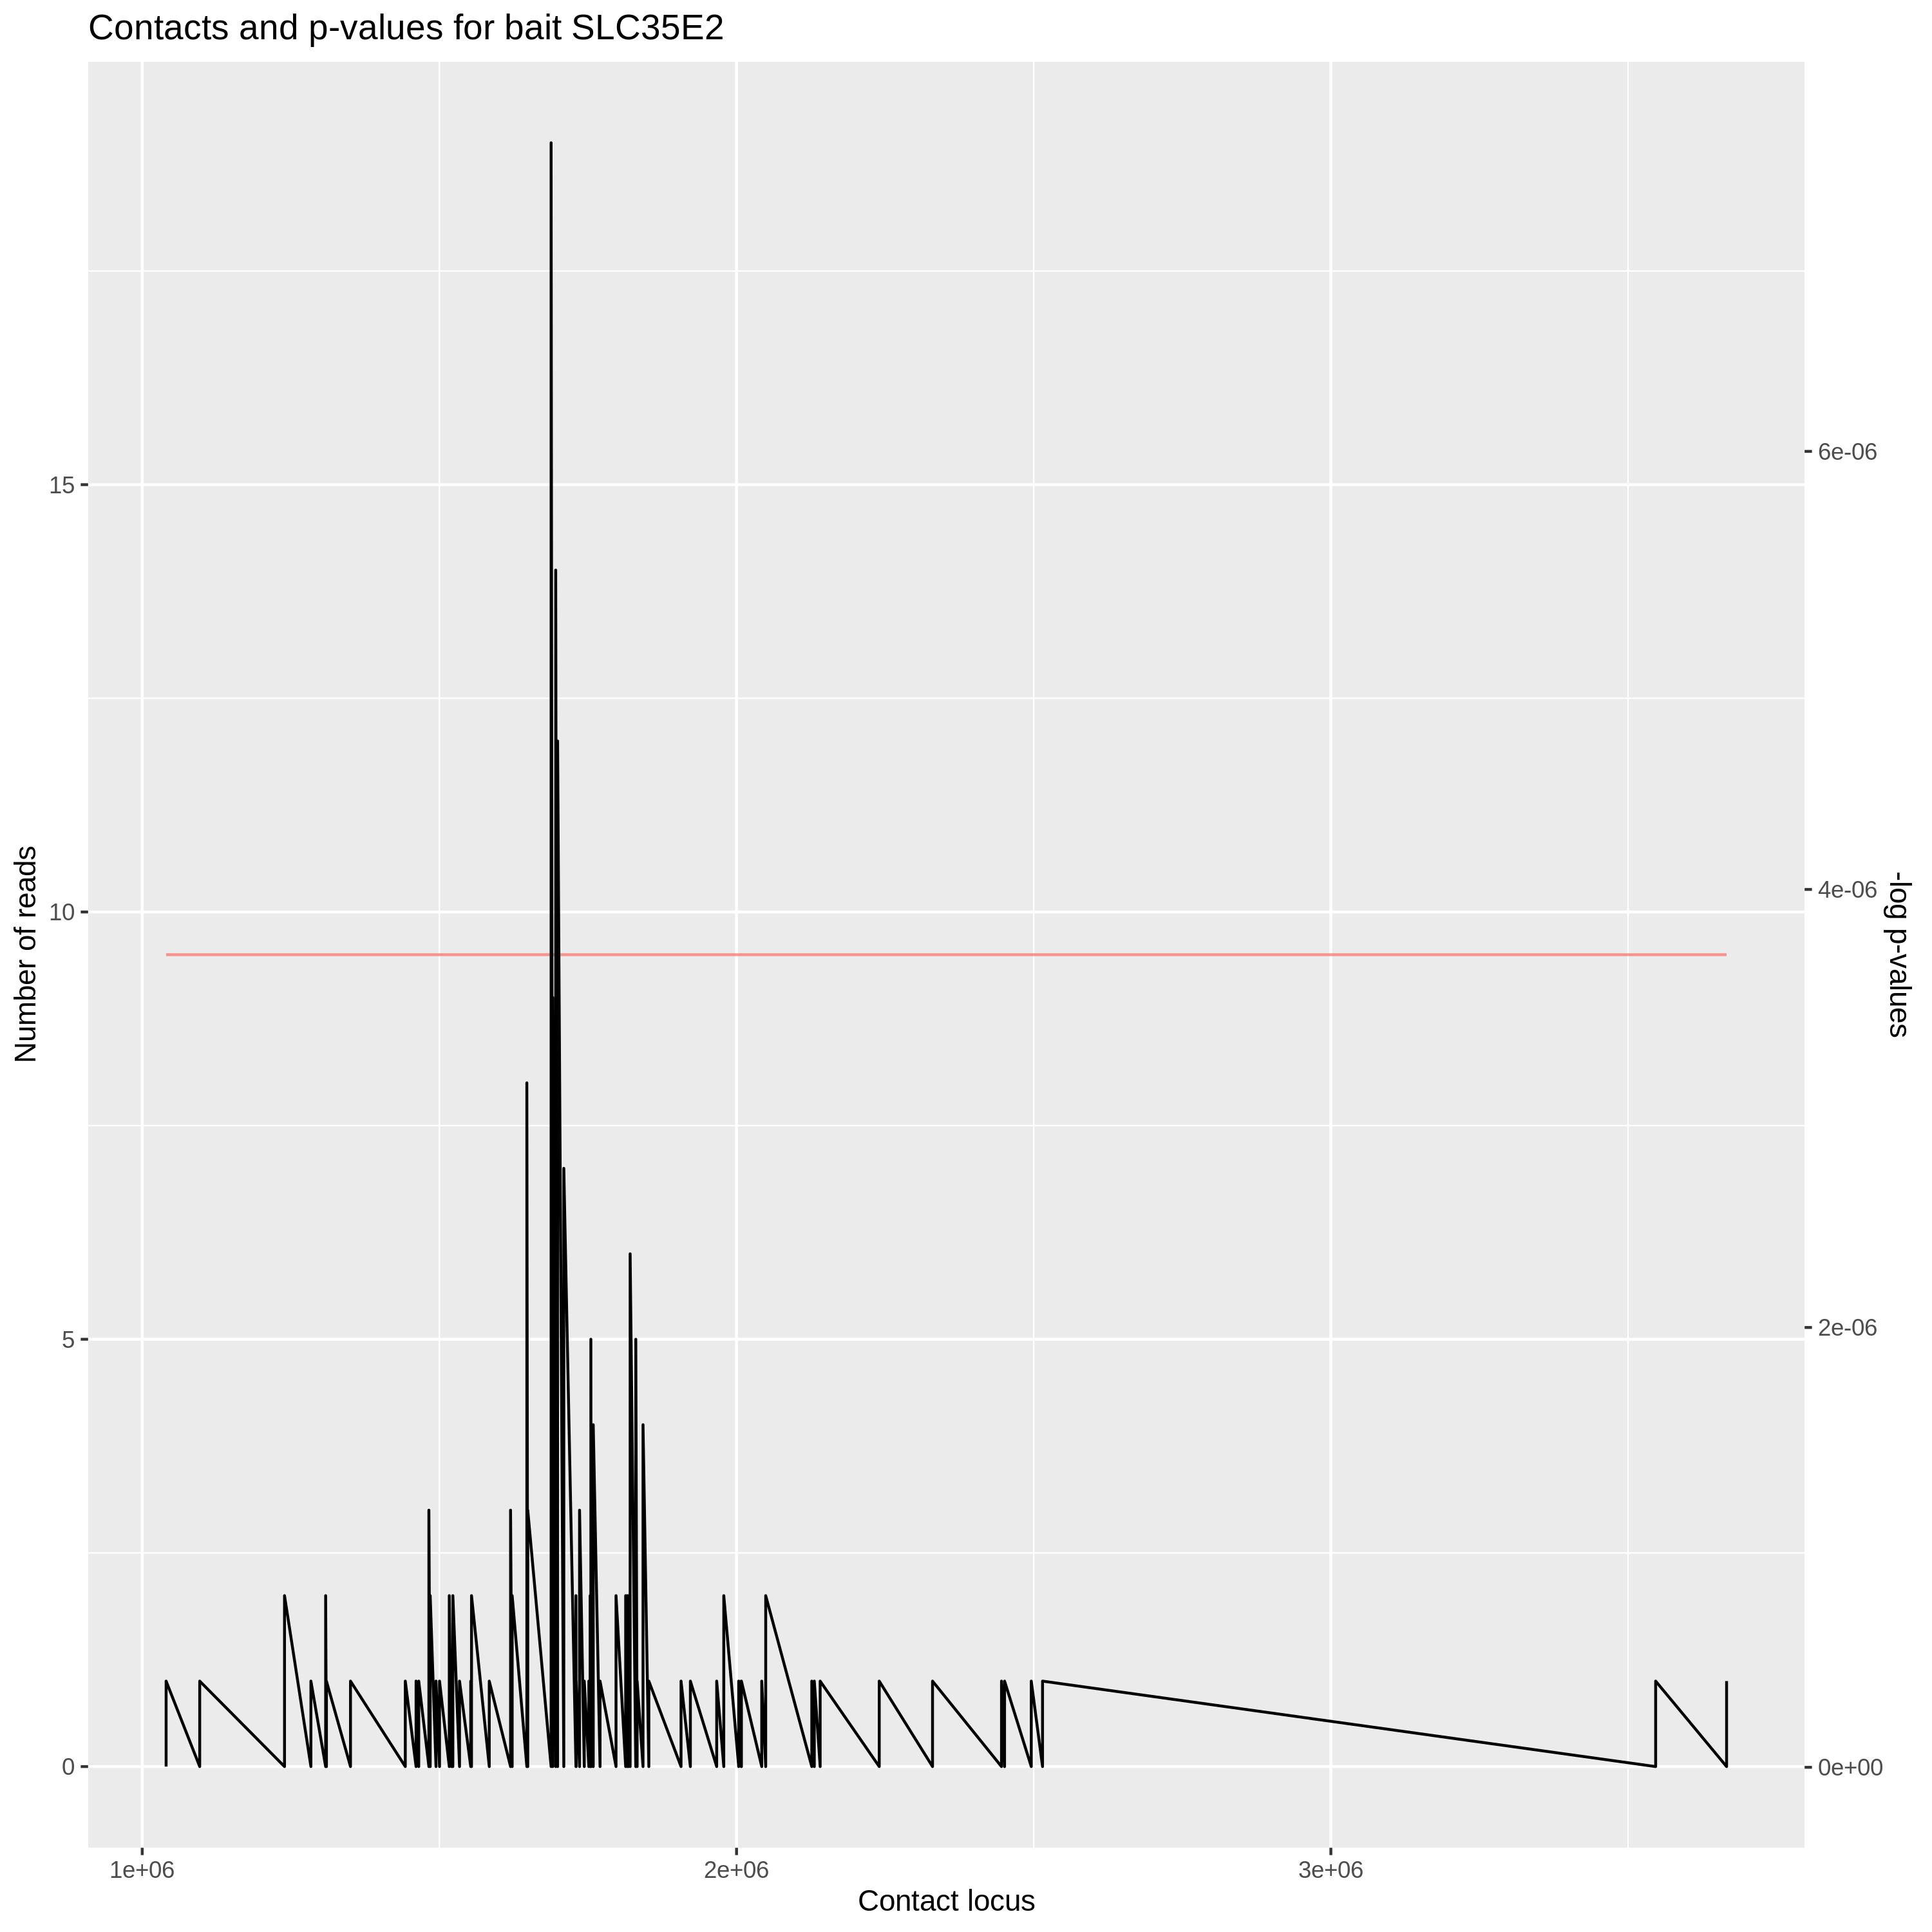 Contacts and p-values for bait SLC35E2
Number of reads
15
10
5
0
6e-06
4e-06
2e-06
0e+00
-log p-values
1e+06
2e+06
3e+06
Contact locus